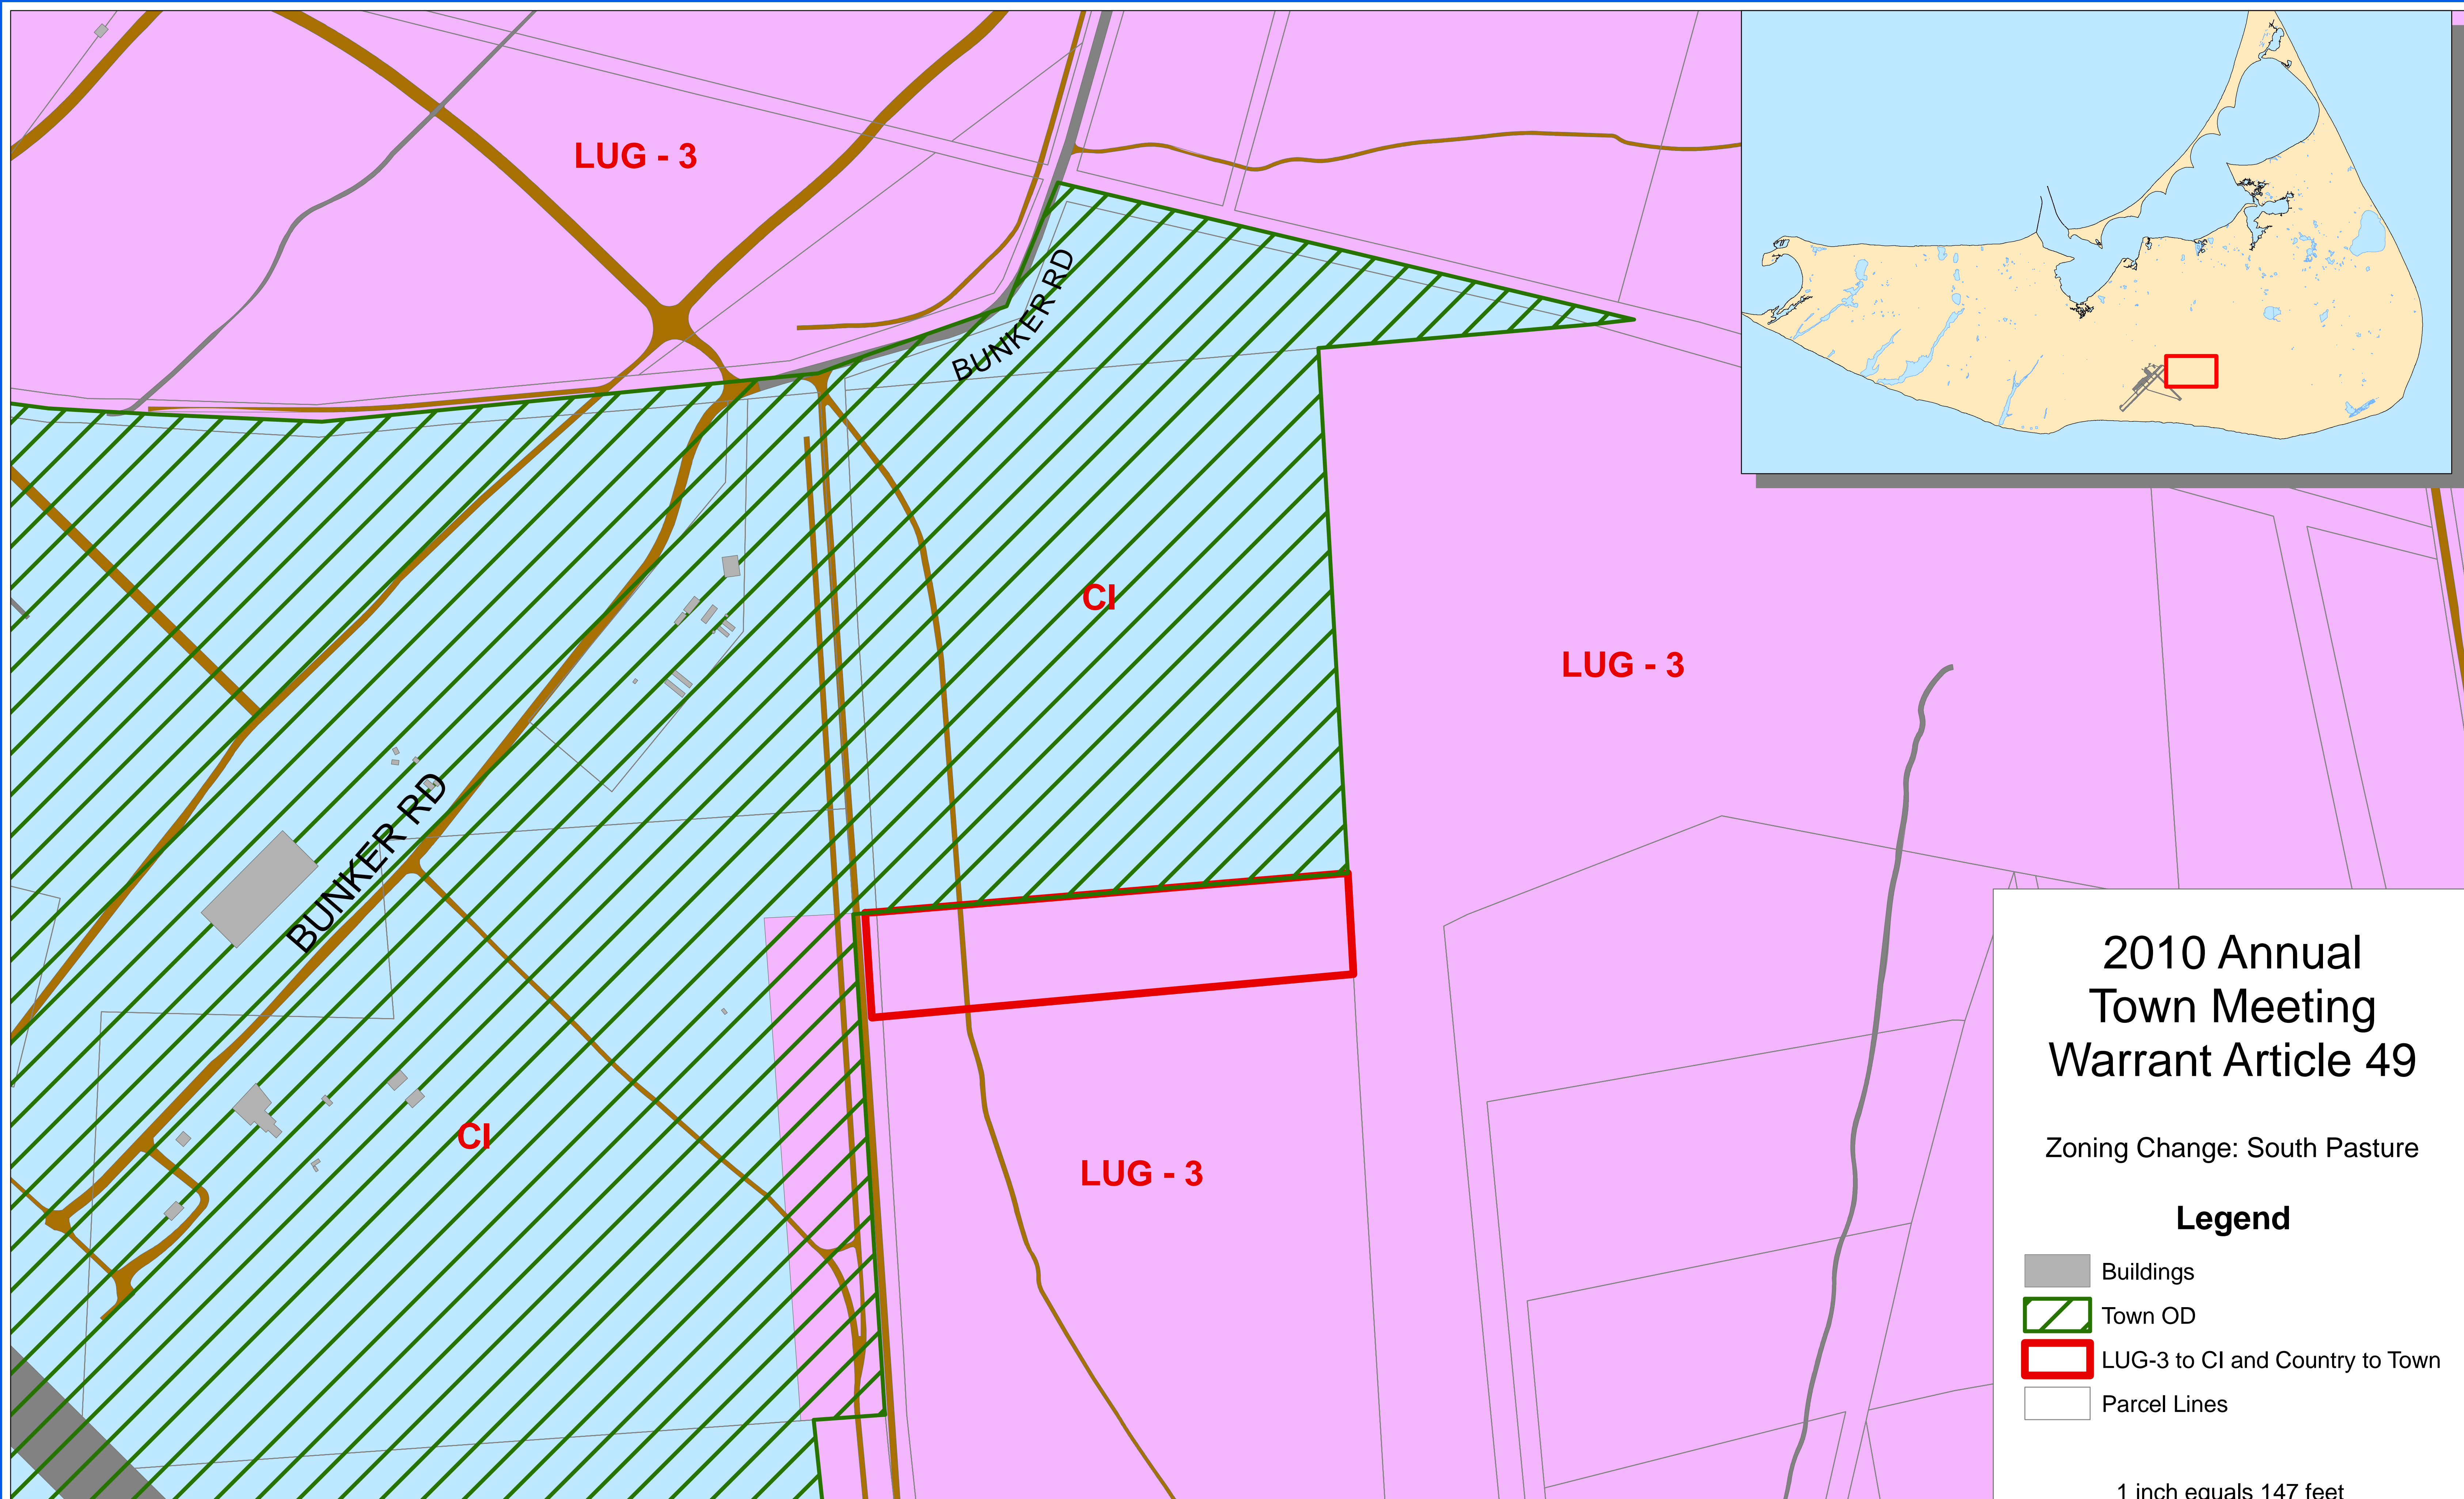 LUG - 3
BUNKER RD
CI
LUG - 3
BUNKER RD
CI
LUG - 3
2010 Annual
Town Meeting
Warrant Article 49
Zoning Change: South Pasture
Legend
Buildings
Town OD
LUG-3 to CI and Country to Town
Parcel Lines
1 inch equals 147 feet